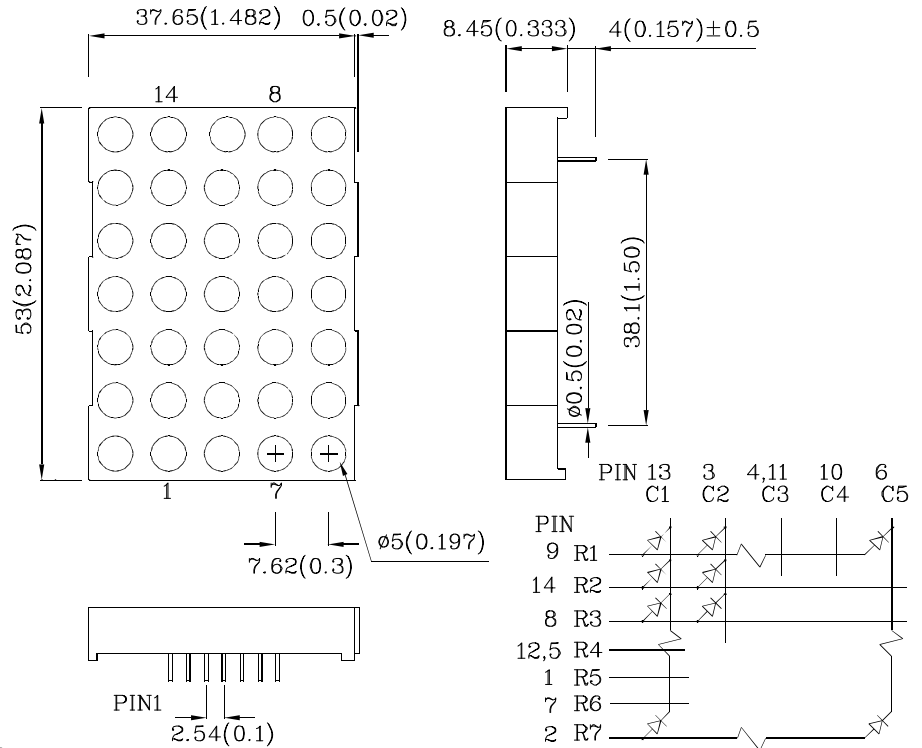 37.65(1.482) 0.5(0.02)
8.45(0.333) 4(0.157)±0.5
14 8
53(2.087)
38.1(1.50)
ø0.5(0.02)
1 7
ø5(0.197)
7.62(0.3)
PIN 13 3 4,11 10 6
C1 C2 C3 C4 C5
PIN
9 R1
14 R2
8 R3
12,5 R4
1 R5
7 R6
2 R7
PIN1
2.54(0.1)